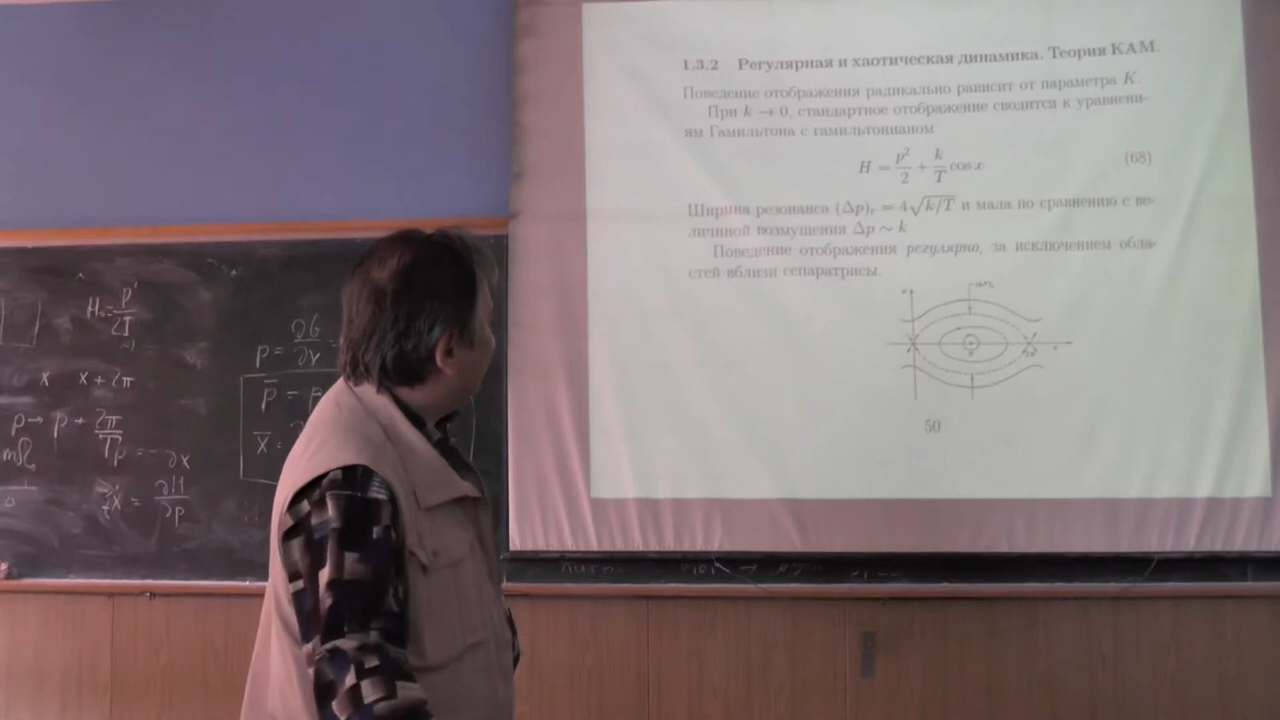 1.3.2 Регулярная и хаотическая динамика. Теория КАМ.
Поведение отображения радикально зависит от параметра K.
При k → 0, стандартное отображение сводится к уравнени-
ям Гамильтона с гамильтонианом
H = p²/2 + k/T cos x (68)
Ширина резонанса (Δp)r = 4√k/T и мала по сравнению с ве-
личиной возмущения Δp ∼ k
Поведение отображения регулярно, за исключением обла-
стей вблизи сепаратрисы.
50
x x + 2π
p → p + 2π/T
ẋ = ∂H/∂p
p = ∂G/∂x =